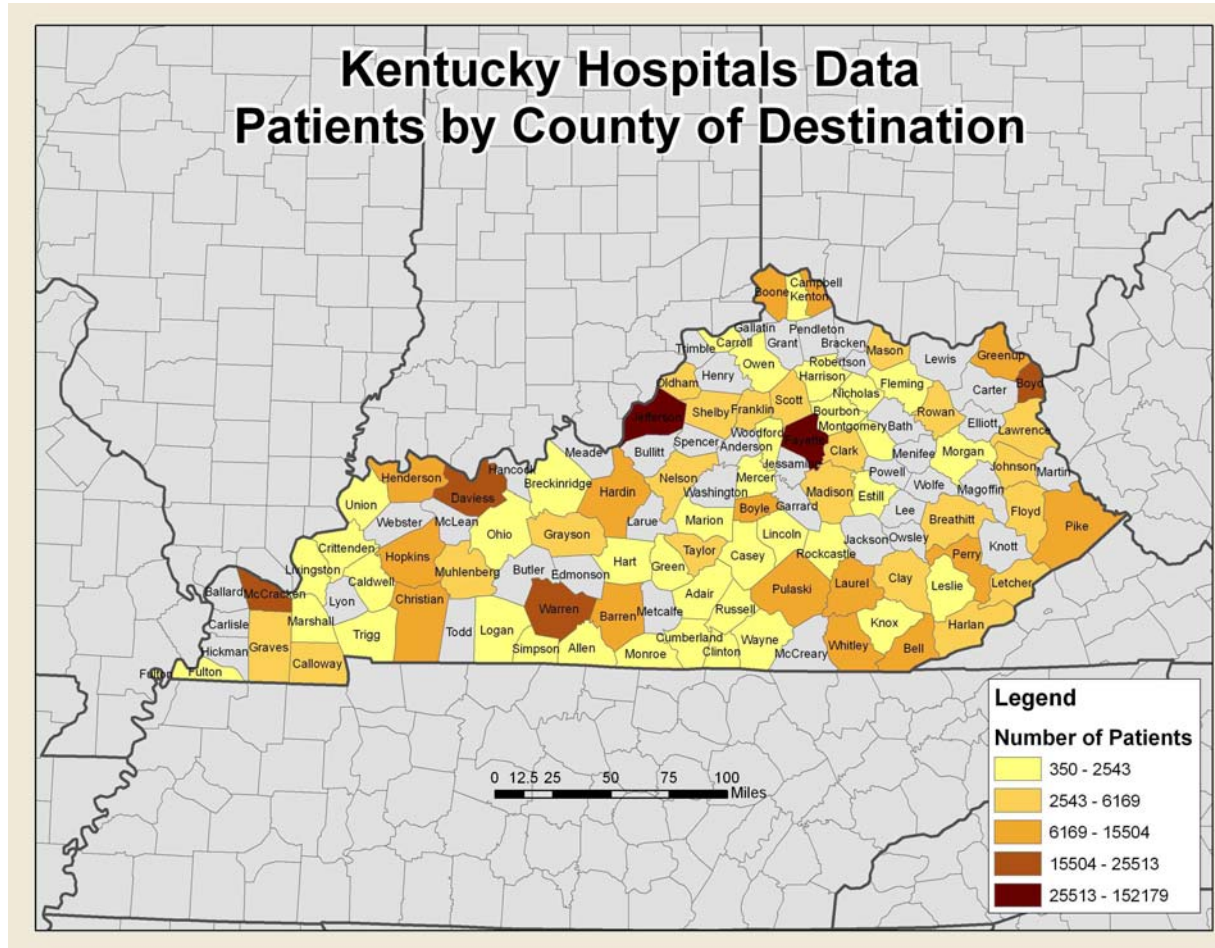 Kentucky Hospitals Data
Patients by County of Destination
Boone
Campbell
Kenton
Gallatin
Pendleton
Trimble
Carroll
Grant
Bracken
Mason
Lewis
Greenup
Owen
Robertson
Oldham
Henry
Harrison
Fleming
Carter
Boyd
Nicholas
Jefferson
Shelby
Franklin
Scott
Bourbon
Rowan
Elliott
Lawrence
Montgomery
Bath
Woodford
Fayette
Spencer
Anderson
Clark
Meade
Bullitt
Menifee
Morgan
Jessamine
Johnson
Martin
Hancock
Henderson
Breckinridge
Nelson
Mercer
Powell
Daviess
Hardin
Washington
Madison
Estill
Wolfe
Magoffin
Union
Boyle
Garrard
Lee
Floyd
Webster
McLean
Larue
Marion
Breathitt
Pike
Ohio
Grayson
Lincoln
Jackson
Owsley
Knott
Crittenden
Hopkins
Taylor
Casey
Rockcastle
Perry
Livingston
Muhlenberg
Butler
Edmonson
Hart
Green
Caldwell
Pulaski
Laurel
Clay
Leslie
Letcher
Ballard
McCracken
Lyon
Christian
Warren
Barren
Metcalfe
Adair
Russell
Carlisle
Marshall
Trigg
Todd
Logan
Knox
Harlan
Graves
Simpson
Allen
Monroe
Cumberland
Clinton
Wayne
McCreary
Whitley
Bell
Hickman
Calloway
Fulton
Fulton
Legend
Number of Patients
350 - 2543
2543 - 6169
6169 - 15504
15504 - 25513
25513 - 152179
0 12.5 25 50 75 100
Miles